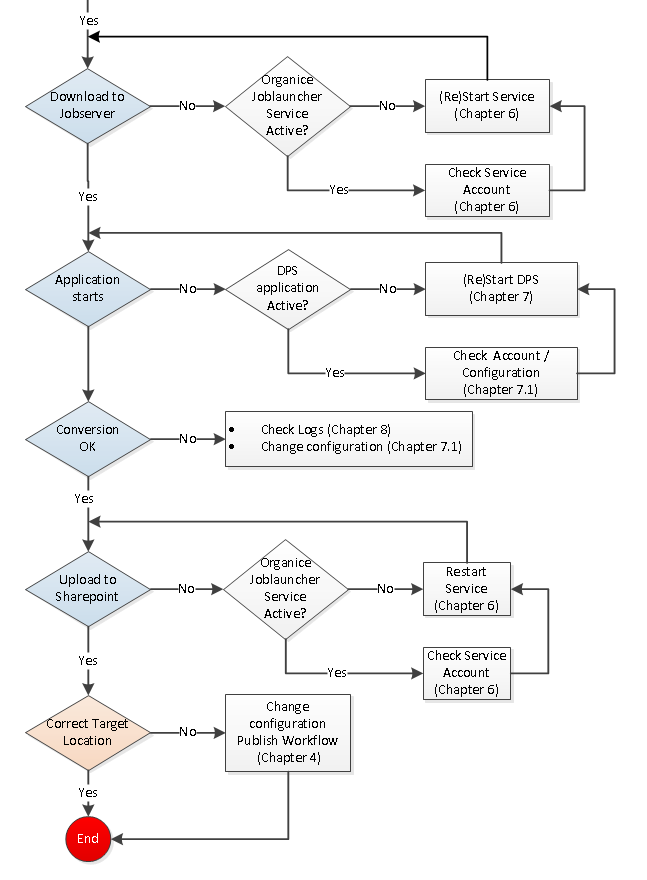 Yes
Download to
Jobserver
No
Organice
Joblauncher
Service
Active?
No
(Re)Start Service
(Chapter 6)
Yes
Check Service
Account
(Chapter 6)
Yes
Application
starts
No
DPS
application
Active?
No
(Re)Start DPS
(Chapter 7)
Yes
Check Account /
Configuration
(Chapter 7.1)
Conversion
OK
No
• Check Logs (Chapter 8)
• Change configuration (Chapter 7.1)
Yes
Upload to
Sharepoint
No
Organice
Joblauncher
Service
Active?
No
Restart
Service
(Chapter 6)
Yes
Check Service
Account
(Chapter 6)
Yes
Correct Target
Location
No
Change
configuration
Publish Workflow
(Chapter 4)
Yes
End